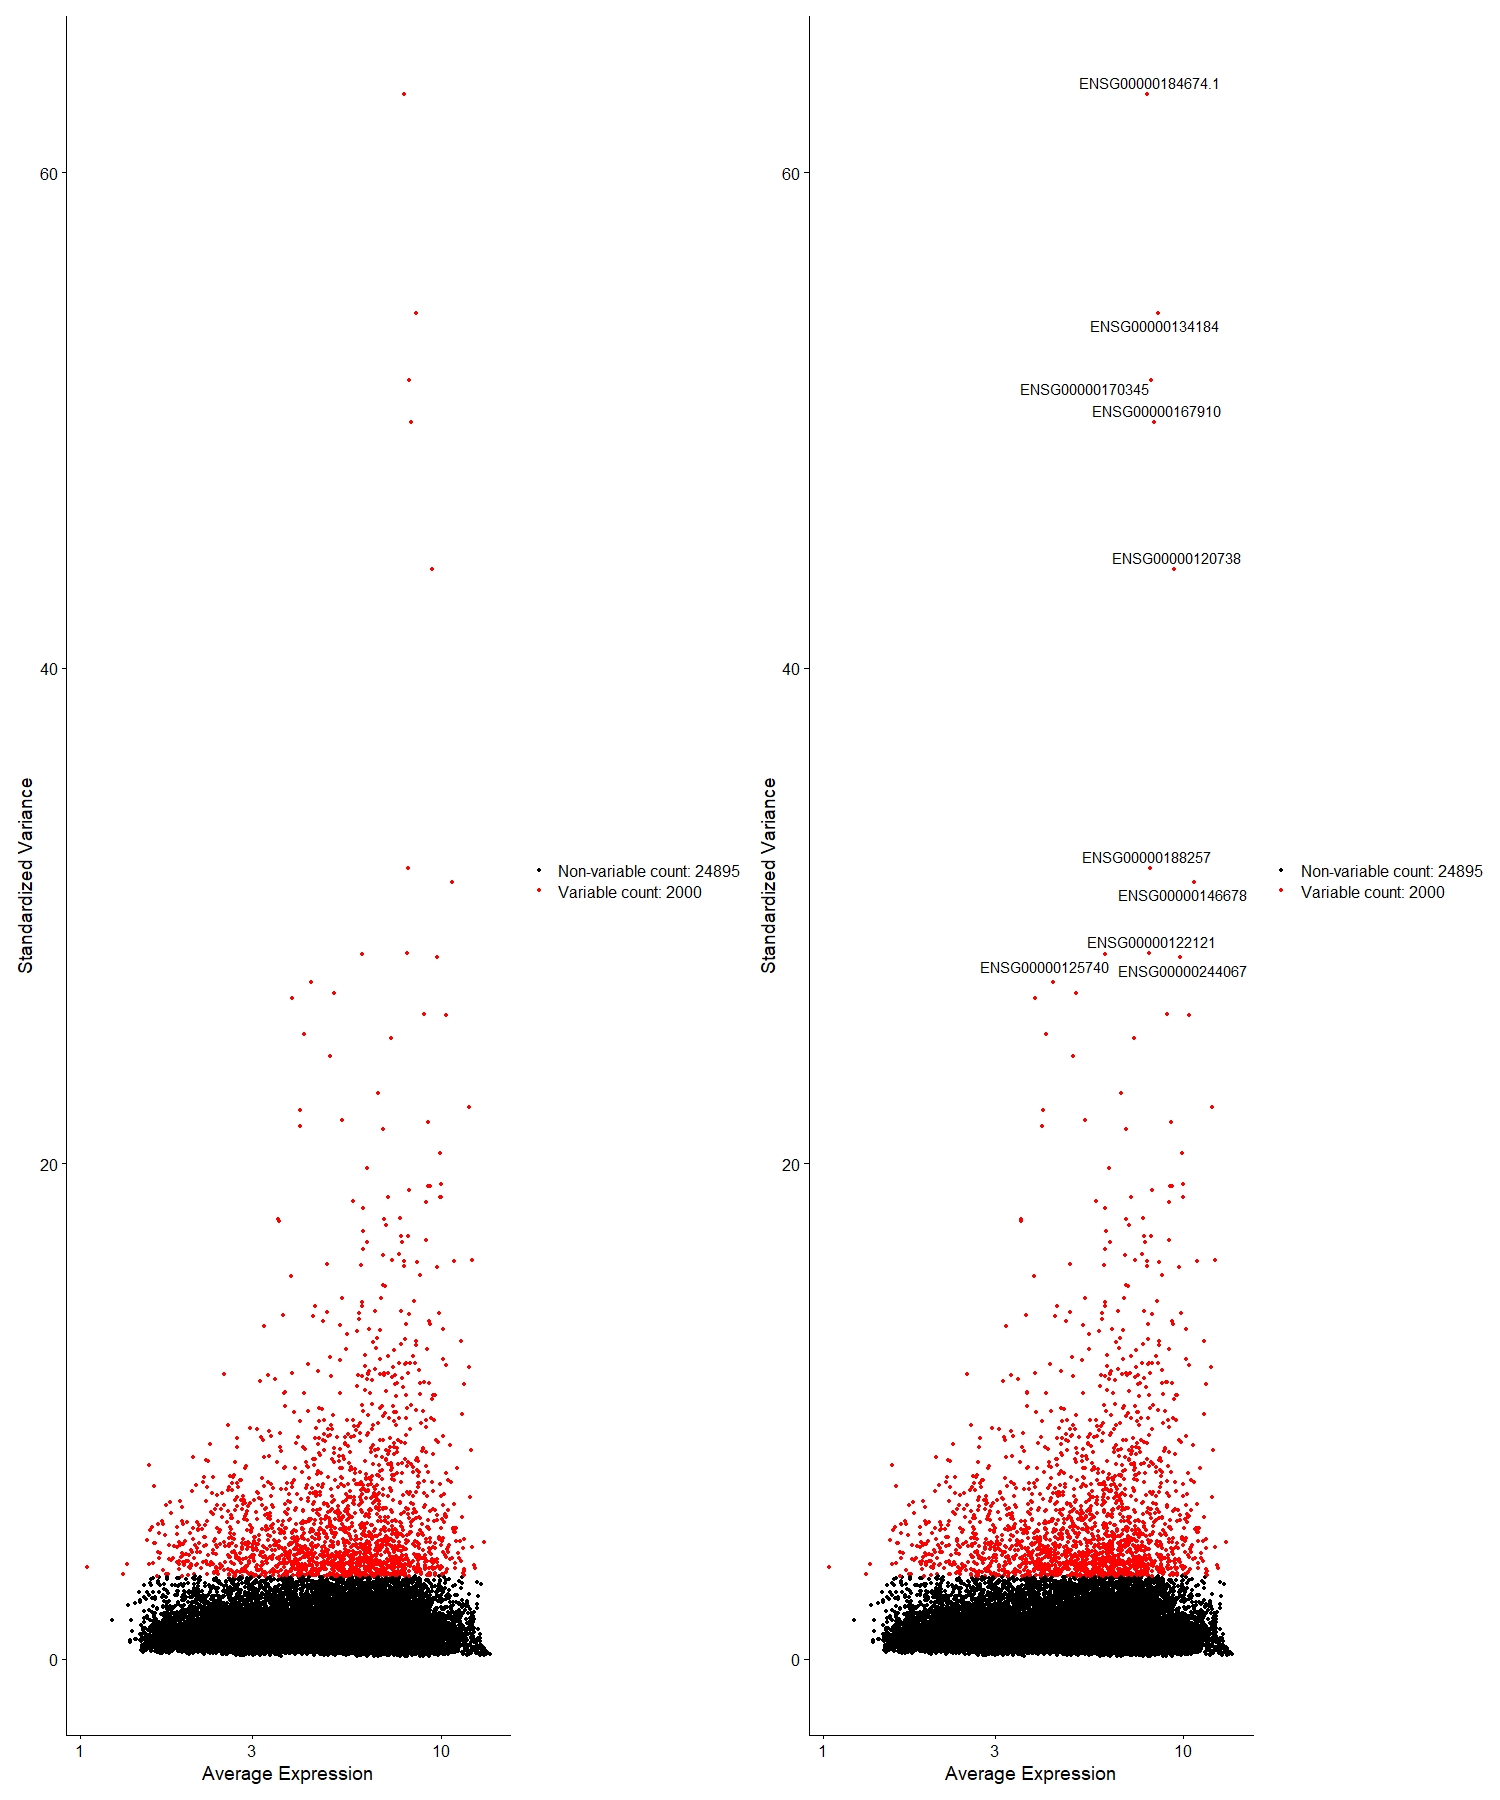 60
40
20
0
Standardized Variance
1
3
10
Average Expression
Non-variable count: 24895
Variable count: 2000
60
40
20
0
Standardized Variance
ENSG00000184674.1
ENSG00000134184
ENSG00000170345
ENSG00000167910
ENSG00000120738
ENSG00000188257
ENSG00000146678
ENSG00000122121
ENSG00000125740
ENSG00000244067
1
3
10
Average Expression
Non-variable count: 24895
Variable count: 2000